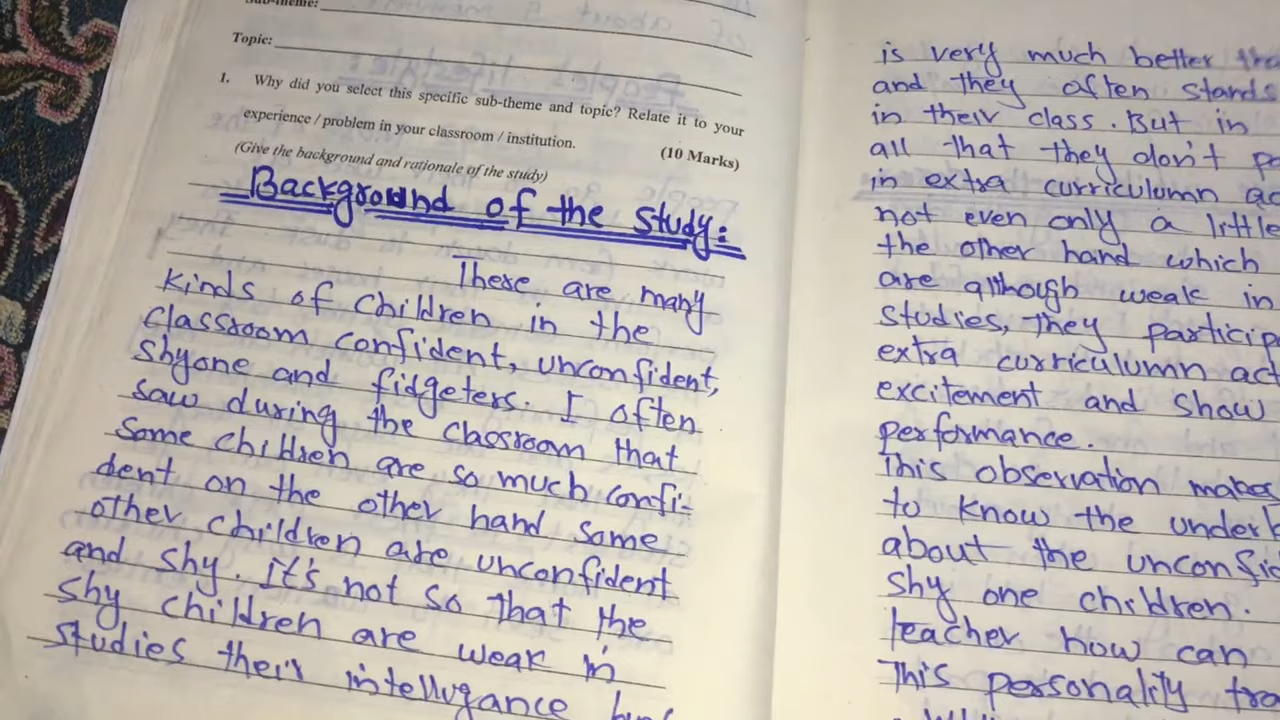 Sub-theme:
Topic:
1. Why did you select this specific sub-theme and topic? Relate it to your
experience / problem in your classroom / institution.
(10 Marks)
(Give the background and rationale of the study)
Background of the study:
There are many
kinds of children in the
classroom confident, unconfident,
shyone and fidgeters. I often
saw during the classroom that
some children are so much confi-
dent on the other hand some
other children are unconfident
and shy. It's not so that the
shy children are weak in
studies their intellugance
is very much better
and they often stands
in their class. But in
all that they don't
in extra curriculumn
not even only a little
the other hand which
are although weak in
studies, They
extra curriculumn
excitement and show
performance.
This observation makes
to know the
about the
shy one children.
teacher how can
This personality